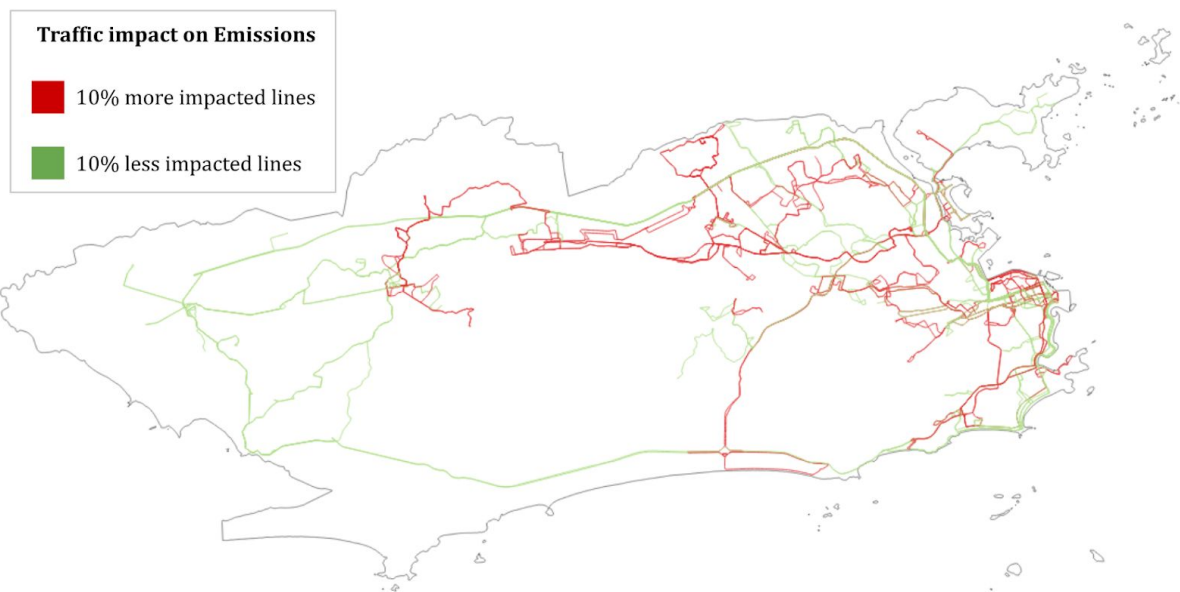 Traffic impact on Emissions
10% more impacted lines
10% less impacted lines